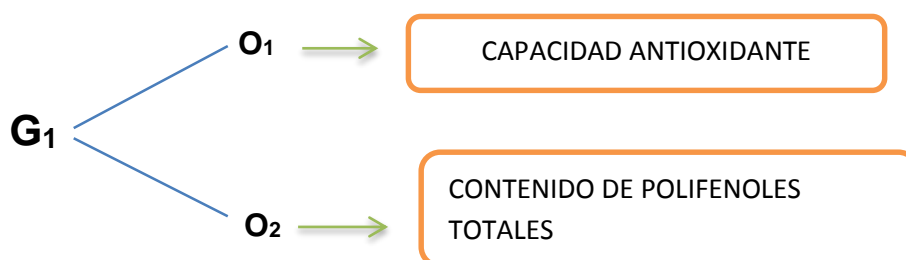 O1
CAPACIDAD ANTIOXIDANTE
G1
CONTENIDO DE POLIFENOLES
TOTALES
O2